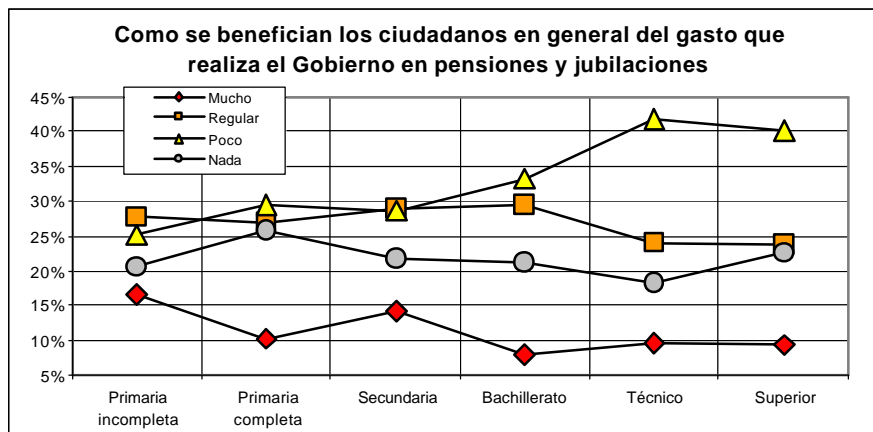 Como se benefician los ciudadanos en general del gasto que
realiza el Gobierno en pensiones y jubilaciones
45%
40%
35%
30%
25%
20%
15%
10%
5%
Mucho
Regular
Poco
Nada
Primaria
incompleta
Primaria
completa
Secundaria
Bachillerato
Técnico
Superior